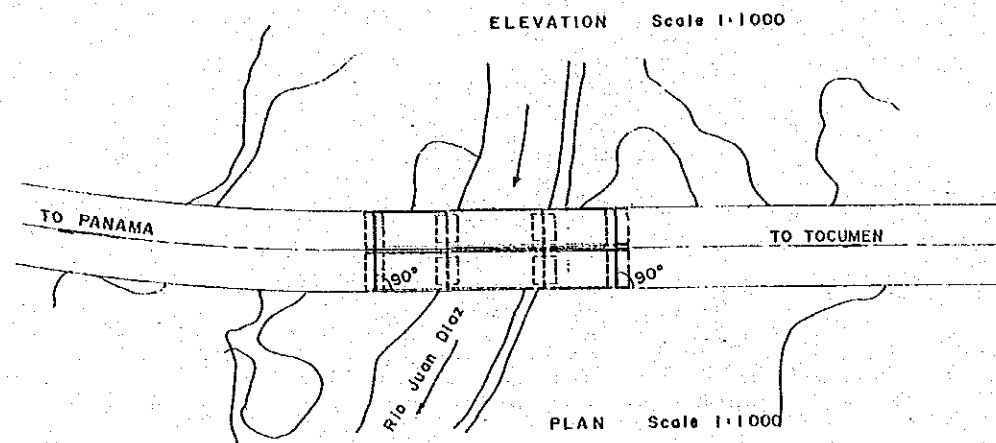 ELEVATION Scale 1:1000
TO PANAMA
TO TOCUMEN
90°
90°
Rio Juan Diaz
PLAN Scale 1:1000